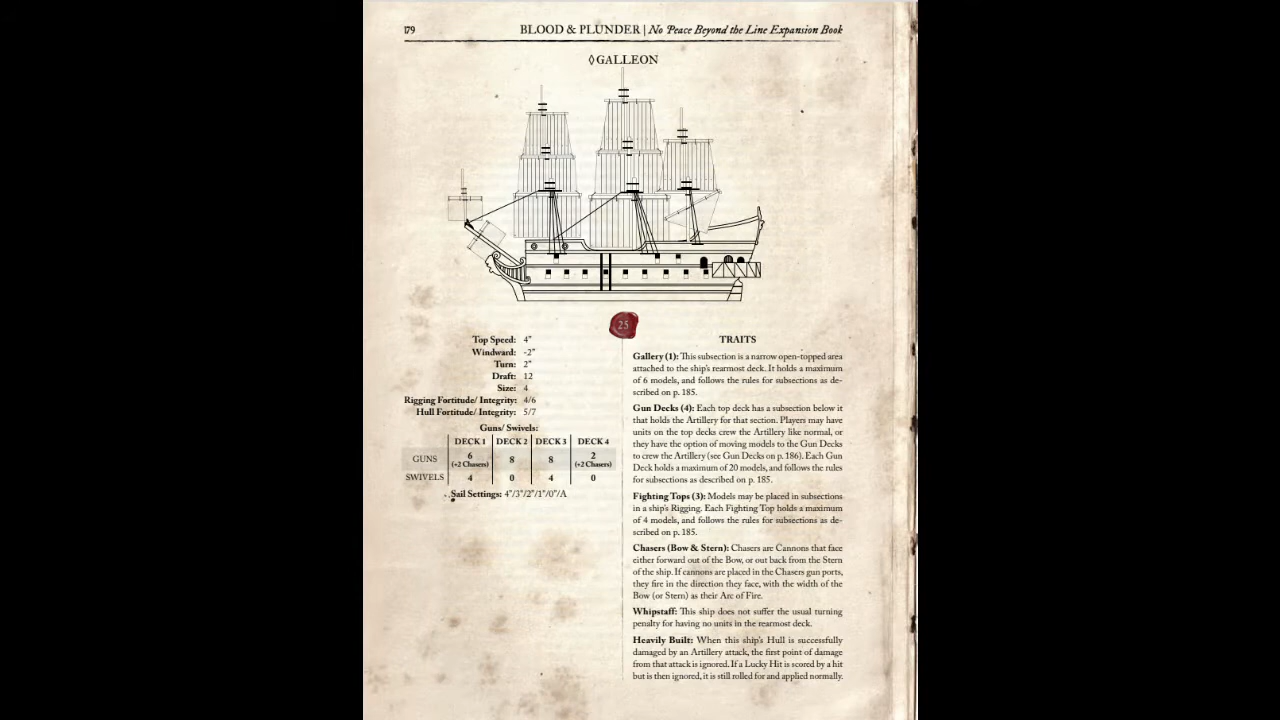 179
BLOOD & PLUNDER | No Peace Beyond the Line Expansion Book
◊GALLEON
25
Top Speed: 4"
Windward: -2"
Turn: 2"
Draft: 12
Size: 4
Rigging Fortitude/ Integrity: 4/6
Hull Fortitude/ Integrity: 5/7
Guns/ Swivels:
DECK 1 DECK 2 DECK 3 DECK 4
GUNS 6 (+2 Chasers) 8 8 2 (+2 Chasers)
SWIVELS 4 0 4 0
Sail Settings: 4"/3"/2"/1"/0"/A
TRAITS
Gallery (1): This subsection is a narrow open-topped area
attached to the ship's rearmost deck. It holds a maximum
of 6 models, and follows the rules for subsections as de-
scribed on p. 185.
Gun Decks (4): Each top deck has a subsection below it
that holds the Artillery for that section. Players may have
units on the top decks crew the Artillery like normal, or
they have the option of moving models to the Gun Decks
to crew the Artillery (see Gun Decks on p. 186). Each Gun
Deck holds a maximum of 20 models, and follows the rules
for subsections as described on p. 185.
Fighting Tops (3): Models may be placed in subsections
in a ship's Rigging. Each Fighting Top holds a maximum
of 4 models, and follows the rules for subsections as de-
scribed on p. 185.
Chasers (Bow & Stern): Chasers are Cannons that face
either forward out of the Bow, or out back from the Stern
of the ship. If cannons are placed in the Chasers gun ports,
they fire in the direction they face, with the width of the
Bow (or Stern) as their Arc of Fire.
Whipstaff: This ship does not suffer the usual turning
penalty for having no units in the rearmost deck.
Heavily Built: When this ship's Hull is successfully
damaged by an Artillery attack, the first point of damage
from that attack is ignored. If a Lucky Hit is scored by a hit
but is then ignored, it is still rolled for and applied normally.